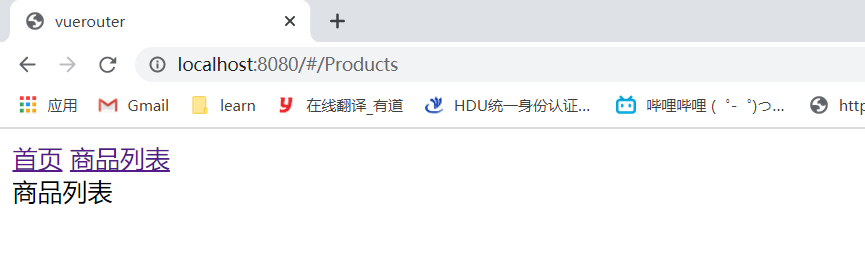 vuerouter
localhost:8080/#/Products
应用 Gmail learn 在线翻译_有道 HDU统一身份认证... 哔哩哔哩 ( ゜- ゜)つ... http
首页 商品列表
商品列表